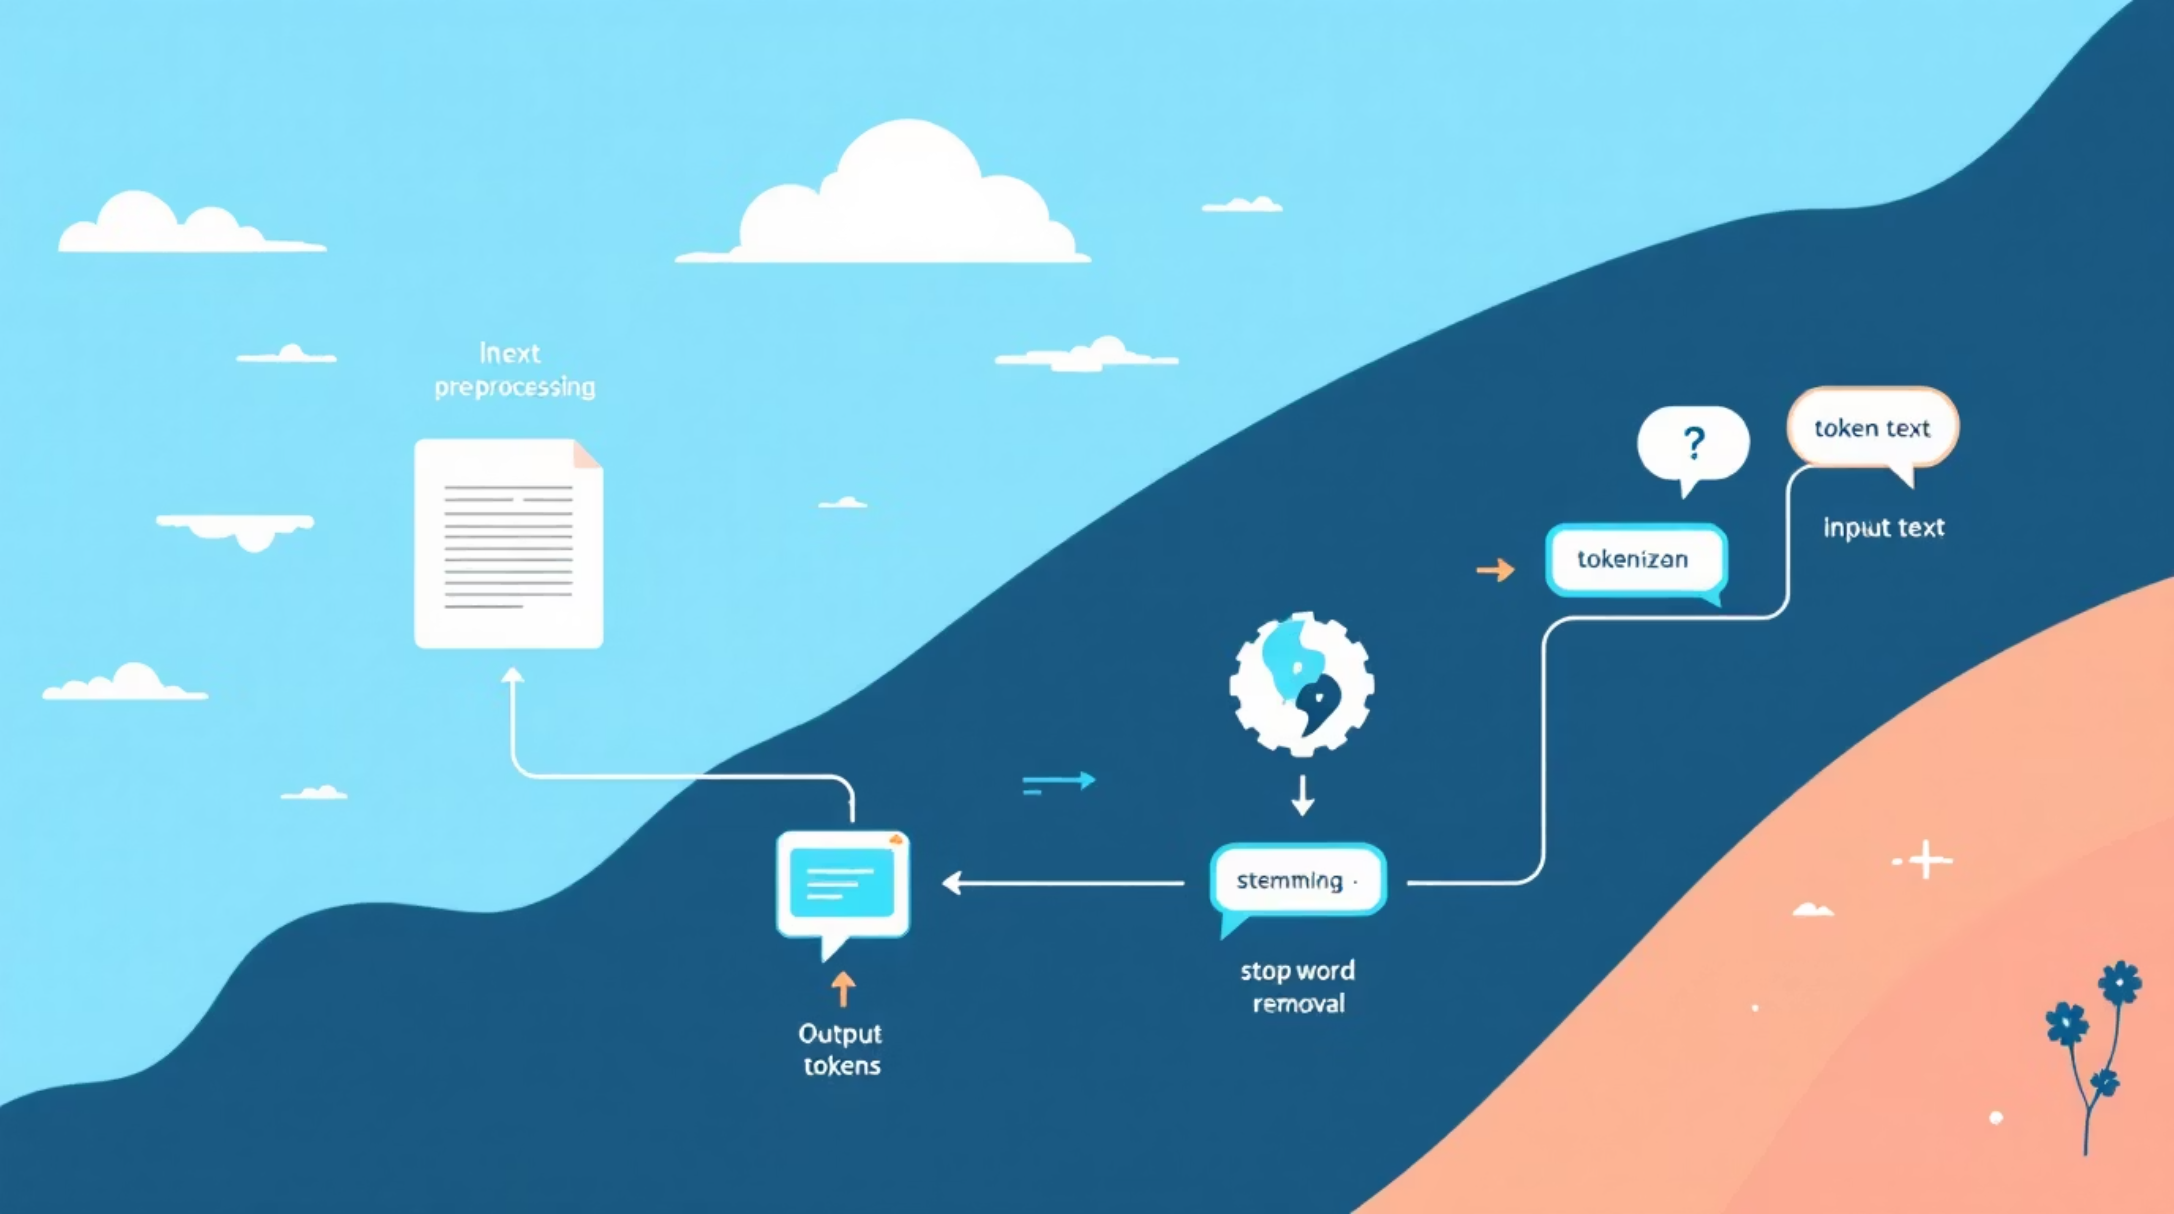 Inext
preprocessing
?
token text
input text
tokenizan
stemming .
stop word
removal
Output
tokens